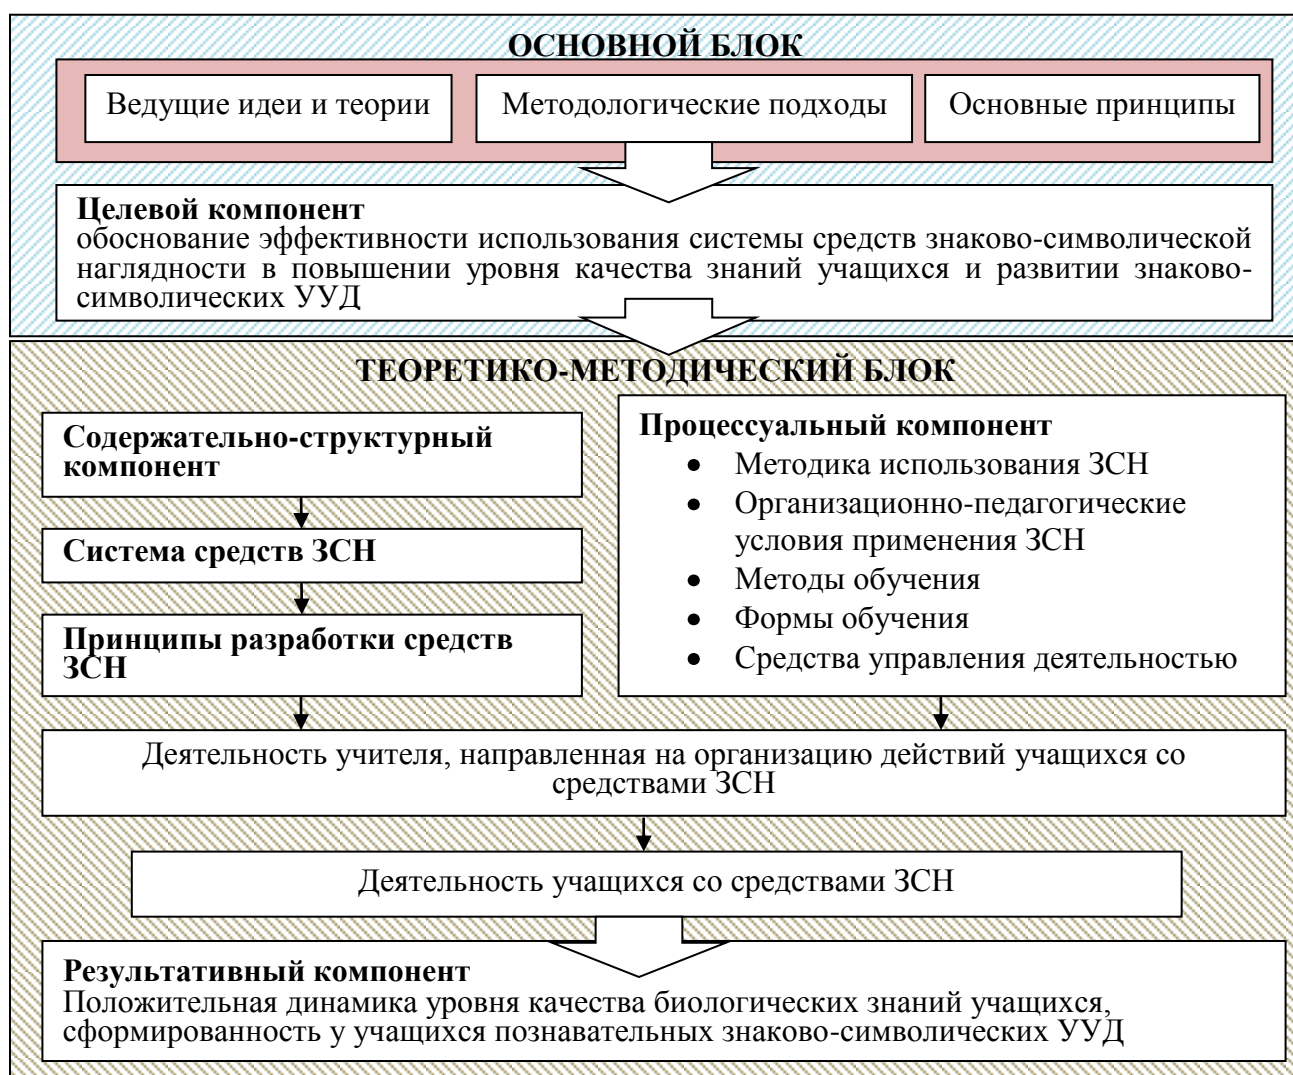 ОСНОВНОЙ БЛОК
Ведущие идеи и теории
Методологические подходы
Основные принципы
Целевой компонент
обоснование эффективности использования системы средств знаково-символической
наглядности в повышении уровня качества знаний учащихся и развитии знаково-
символических УУД
ТЕОРЕТИКО-МЕТОДИЧЕСКИЙ БЛОК
Содержательно-структурный
компонент
Система средств ЗСН
Принципы разработки средств
ЗСН
Процессуальный компонент
• Методика использования ЗСН
• Организационно-педагогические
условия применения ЗСН
• Методы обучения
• Формы обучения
• Средства управления деятельностью
Деятельность учителя, направленная на организацию действий учащихся со
средствами ЗСН
Деятельность учащихся со средствами ЗСН
Результативный компонент
Положительная динамика уровня качества биологических знаний учащихся,
сформированность у учащихся познавательных знаково-символических УУД